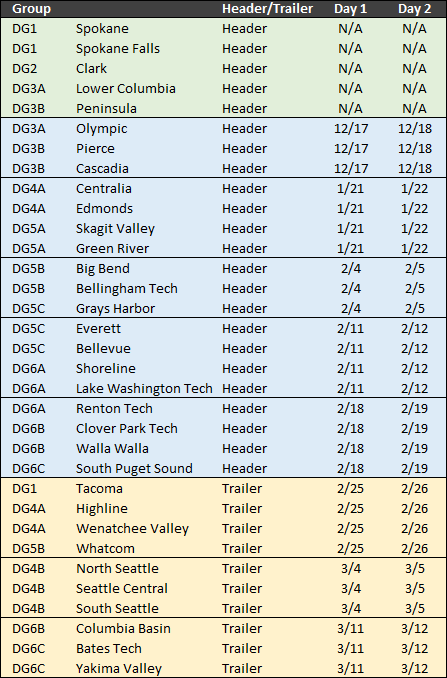 Group Header/Trailer Day 1 Day 2
DG1 Spokane Header N/A N/A
DG1 Spokane Falls Header N/A N/A
DG2 Clark Header N/A N/A
DG3A Lower Columbia Header N/A N/A
DG3B Peninsula Header N/A N/A
DG3A Olympic Header 12/17 12/18
DG3B Pierce Header 12/17 12/18
DG3B Cascadia Header 12/17 12/18
DG4A Centralia Header 1/21 1/22
DG4A Edmonds Header 1/21 1/22
DG5A Skagit Valley Header 1/21 1/22
DG5A Green River Header 1/21 1/22
DG5B Big Bend Header 2/4 2/5
DG5B Bellingham Tech Header 2/4 2/5
DG5C Grays Harbor Header 2/4 2/5
DG5C Everett Header 2/11 2/12
DG5C Bellevue Header 2/11 2/12
DG6A Shoreline Header 2/11 2/12
DG6A Lake Washington Tech Header 2/11 2/12
DG6A Renton Tech Header 2/18 2/19
DG6B Clover Park Tech Header 2/18 2/19
DG6B Walla Walla Header 2/18 2/19
DG6C South Puget Sound Header 2/18 2/19
DG1 Tacoma Trailer 2/25 2/26
DG4A Highline Trailer 2/25 2/26
DG4A Wenatchee Valley Trailer 2/25 2/26
DG5B Whatcom Trailer 2/25 2/26
DG4B North Seattle Trailer 3/4 3/5
DG4B Seattle Central Trailer 3/4 3/5
DG4B South Seattle Trailer 3/4 3/5
DG6B Columbia Basin Trailer 3/11 3/12
DG6C Bates Tech Trailer 3/11 3/12
DG6C Yakima Valley Trailer 3/11 3/12